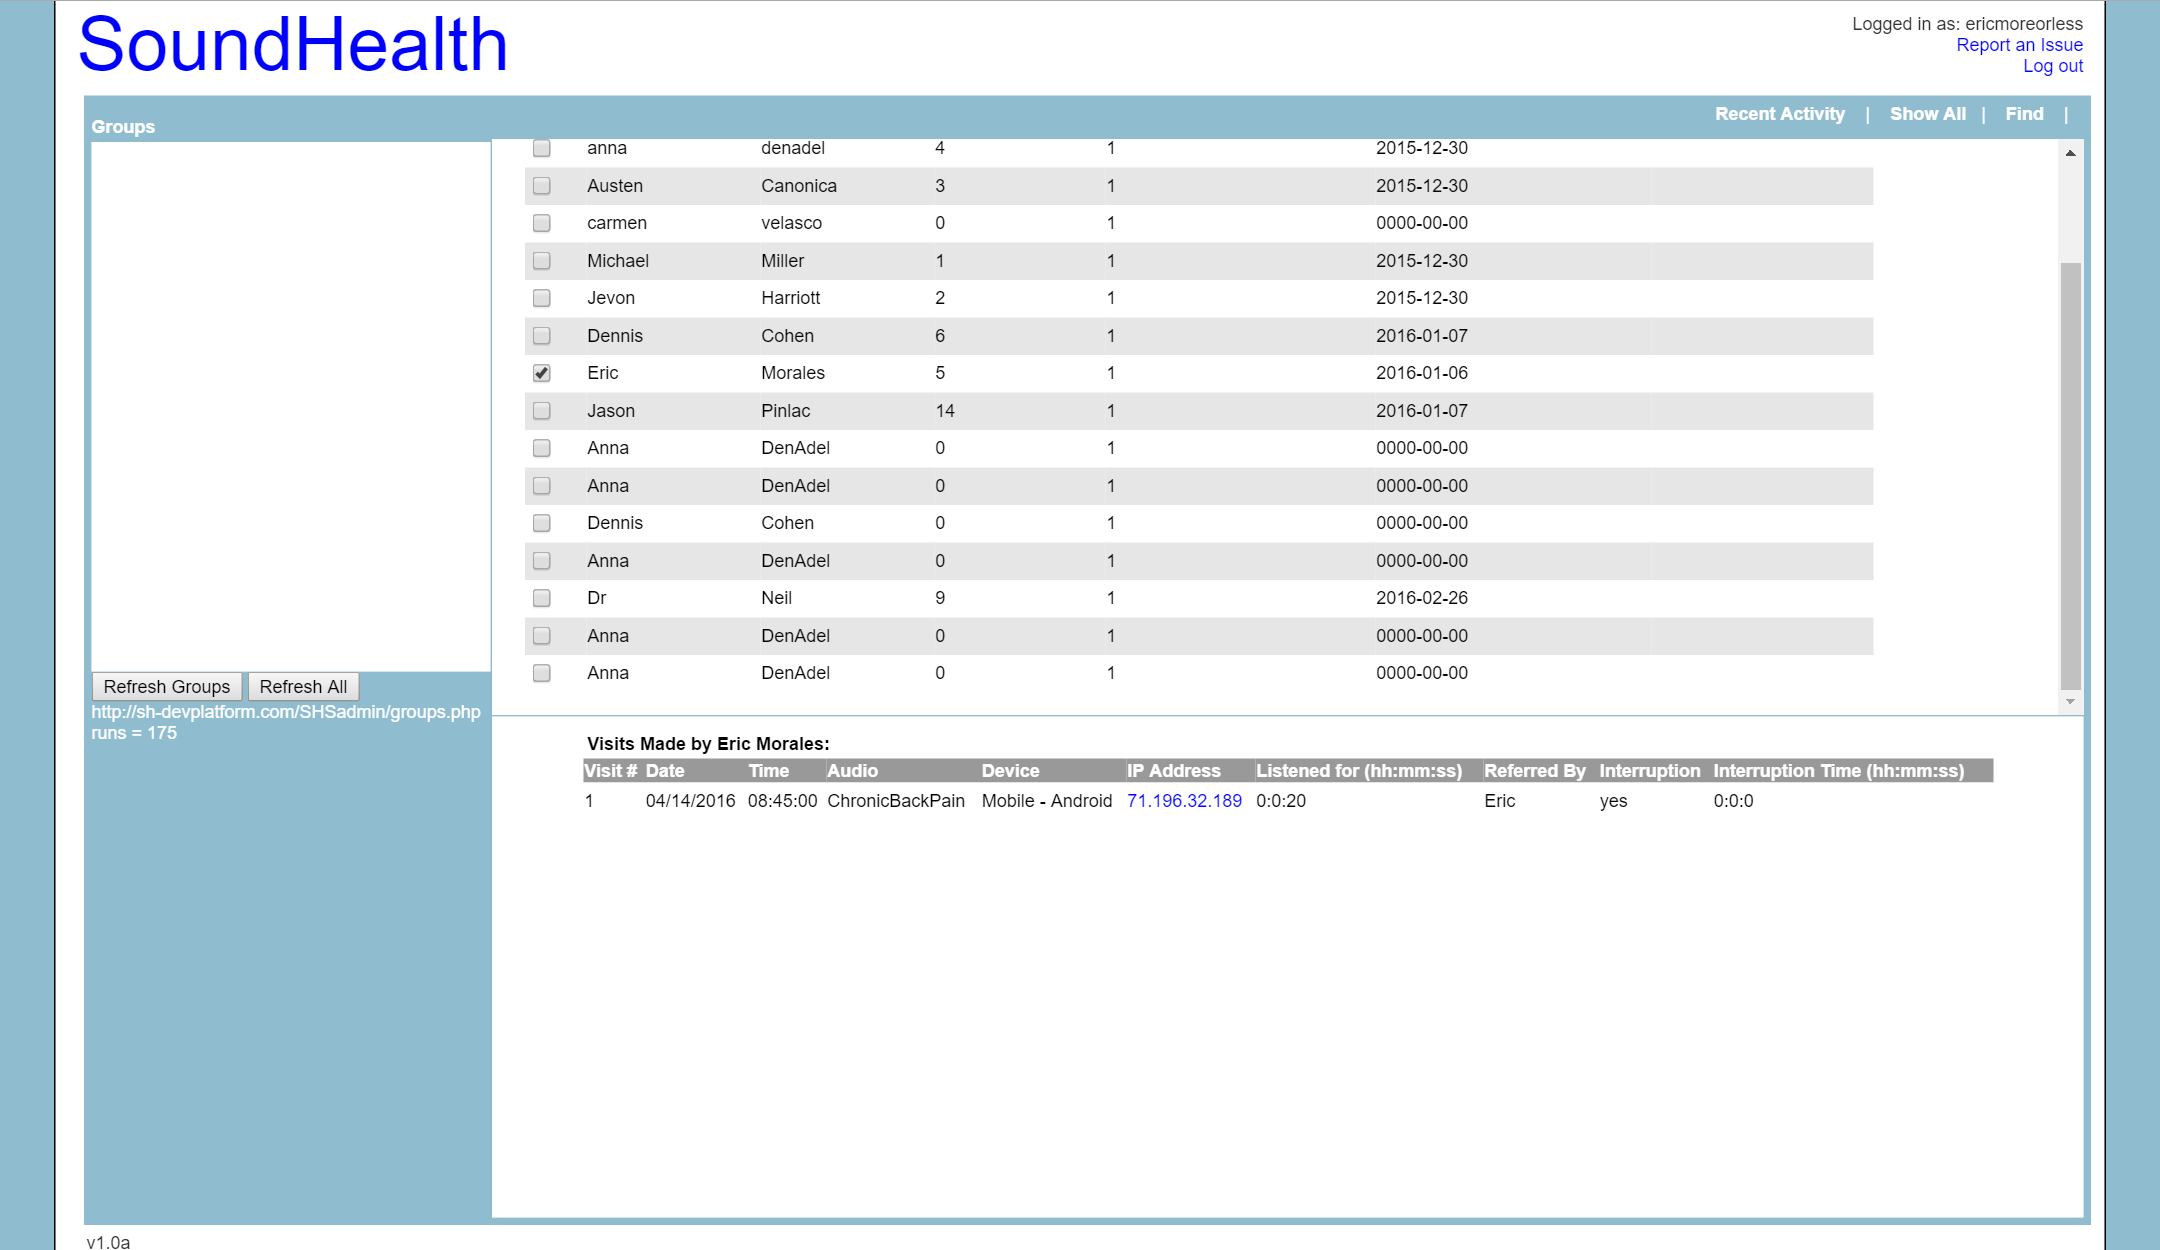 SoundHealth
Logged in as: ericmoreorless
Report an Issue
Log out
Recent Activity | Show All | Find |
Groups
anna denadel 4 1 2015-12-30
Austen Canonica 3 1 2015-12-30
carmen velasco 0 1 0000-00-00
Michael Miller 1 1 2015-12-30
Jevon Harriott 2 1 2015-12-30
Dennis Cohen 6 1 2016-01-07
Eric Morales 5 1 2016-01-06
Jason Pinlac 14 1 2016-01-07
Anna DenAdel 0 1 0000-00-00
Anna DenAdel 0 1 0000-00-00
Dennis Cohen 0 1 0000-00-00
Anna DenAdel 0 1 0000-00-00
Dr Neil 9 1 2016-02-26
Anna DenAdel 0 1 0000-00-00
Anna DenAdel 0 1 0000-00-00
Refresh Groups Refresh All
http://sh-devplatform.com/SHSadmin/groups.php
runs = 175
Visits Made by Eric Morales:
Visit # Date Time Audio Device IP Address Listened for (hh:mm:ss) Referred By Interruption Interruption Time (hh:mm:ss)
1 04/14/2016 08:45:00 ChronicBackPain Mobile - Android 71.196.32.189 0:0:20 Eric yes 0:0:0
v1.0a